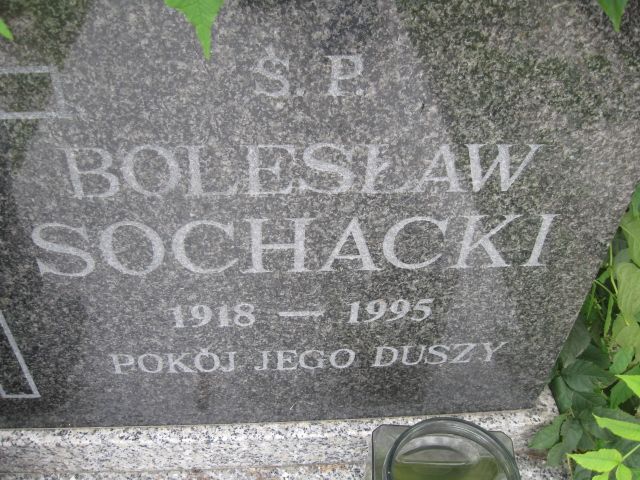 Ś. P.
BOLESŁAW
SOCHACKI
1918 — 1995
POKÓJ JEGO DUSZY